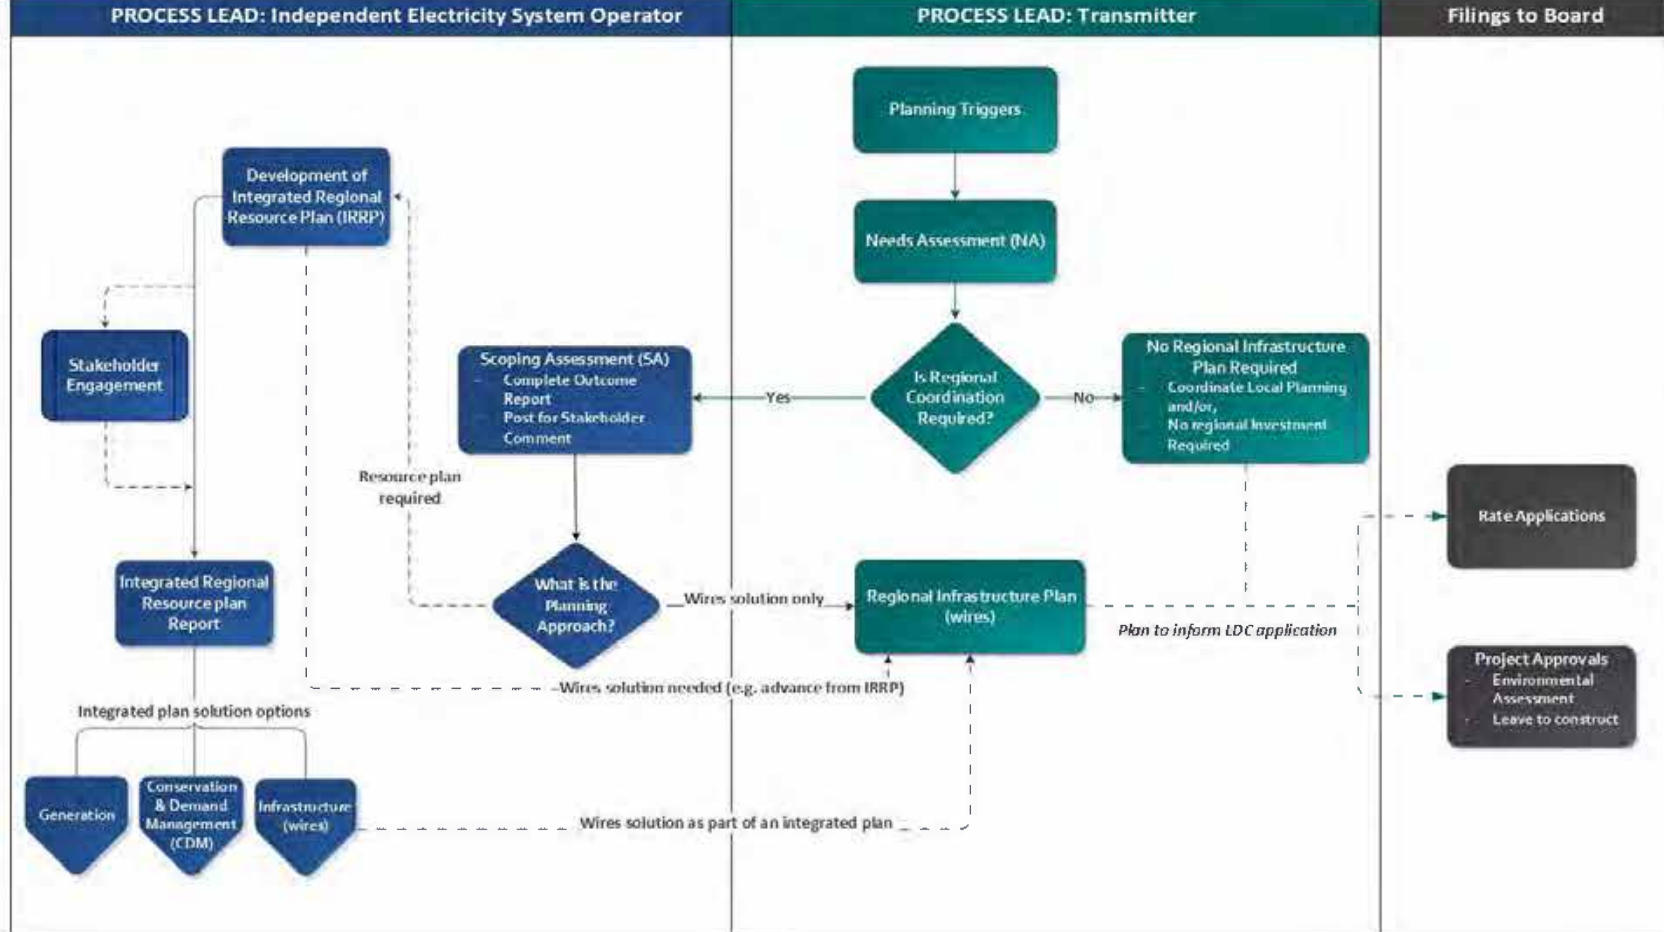 PROCESS LEAD: Independent Electricity System Operator
PROCESS LEAD: Transmitter
Filings to Board
Planning Triggers
Needs Assessment (NA)
Is Regional
Coordination
Required?
Yes
No
No Regional Infrastructure
Plan Required
- Coordinate Local Planning
and/or,
No regional Investment
Required
Scoping Assessment (SA)
- Complete Outcome
Report
- Post for Stakeholder
Comment
What is the
Planning
Approach?
Resource plan
required
Development of
Integrated Regional
Resource Plan (IRRP)
Stakeholder
Engagement
Integrated Regional
Resource plan
Report
Integrated plan solution options
Generation
Conservation
& Demand
Management
(CDM)
Infrastructure
(wires)
Wires solution only
Wires solution needed (e.g. advance from IRRP)
Wires solution as part of an integrated plan
Regional Infrastructure Plan
(wires)
Plan to inform LDC application
Rate Applications
Project Approvals
- Environmental
Assessment
- Leave to construct